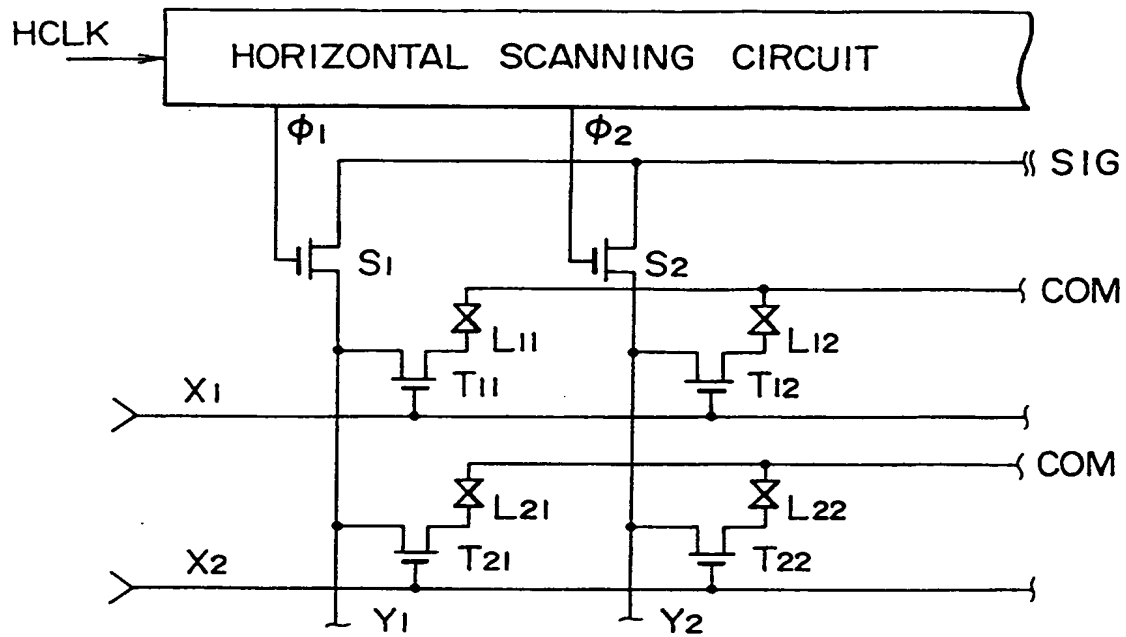 HCLK
HORIZONTAL SCANNING CIRCUIT
Φ1
Φ2
SIG
S1
S2
COM
L11
L12
X1
T11
T12
COM
L21
L22
X2
T21
T22
Y1
Y2